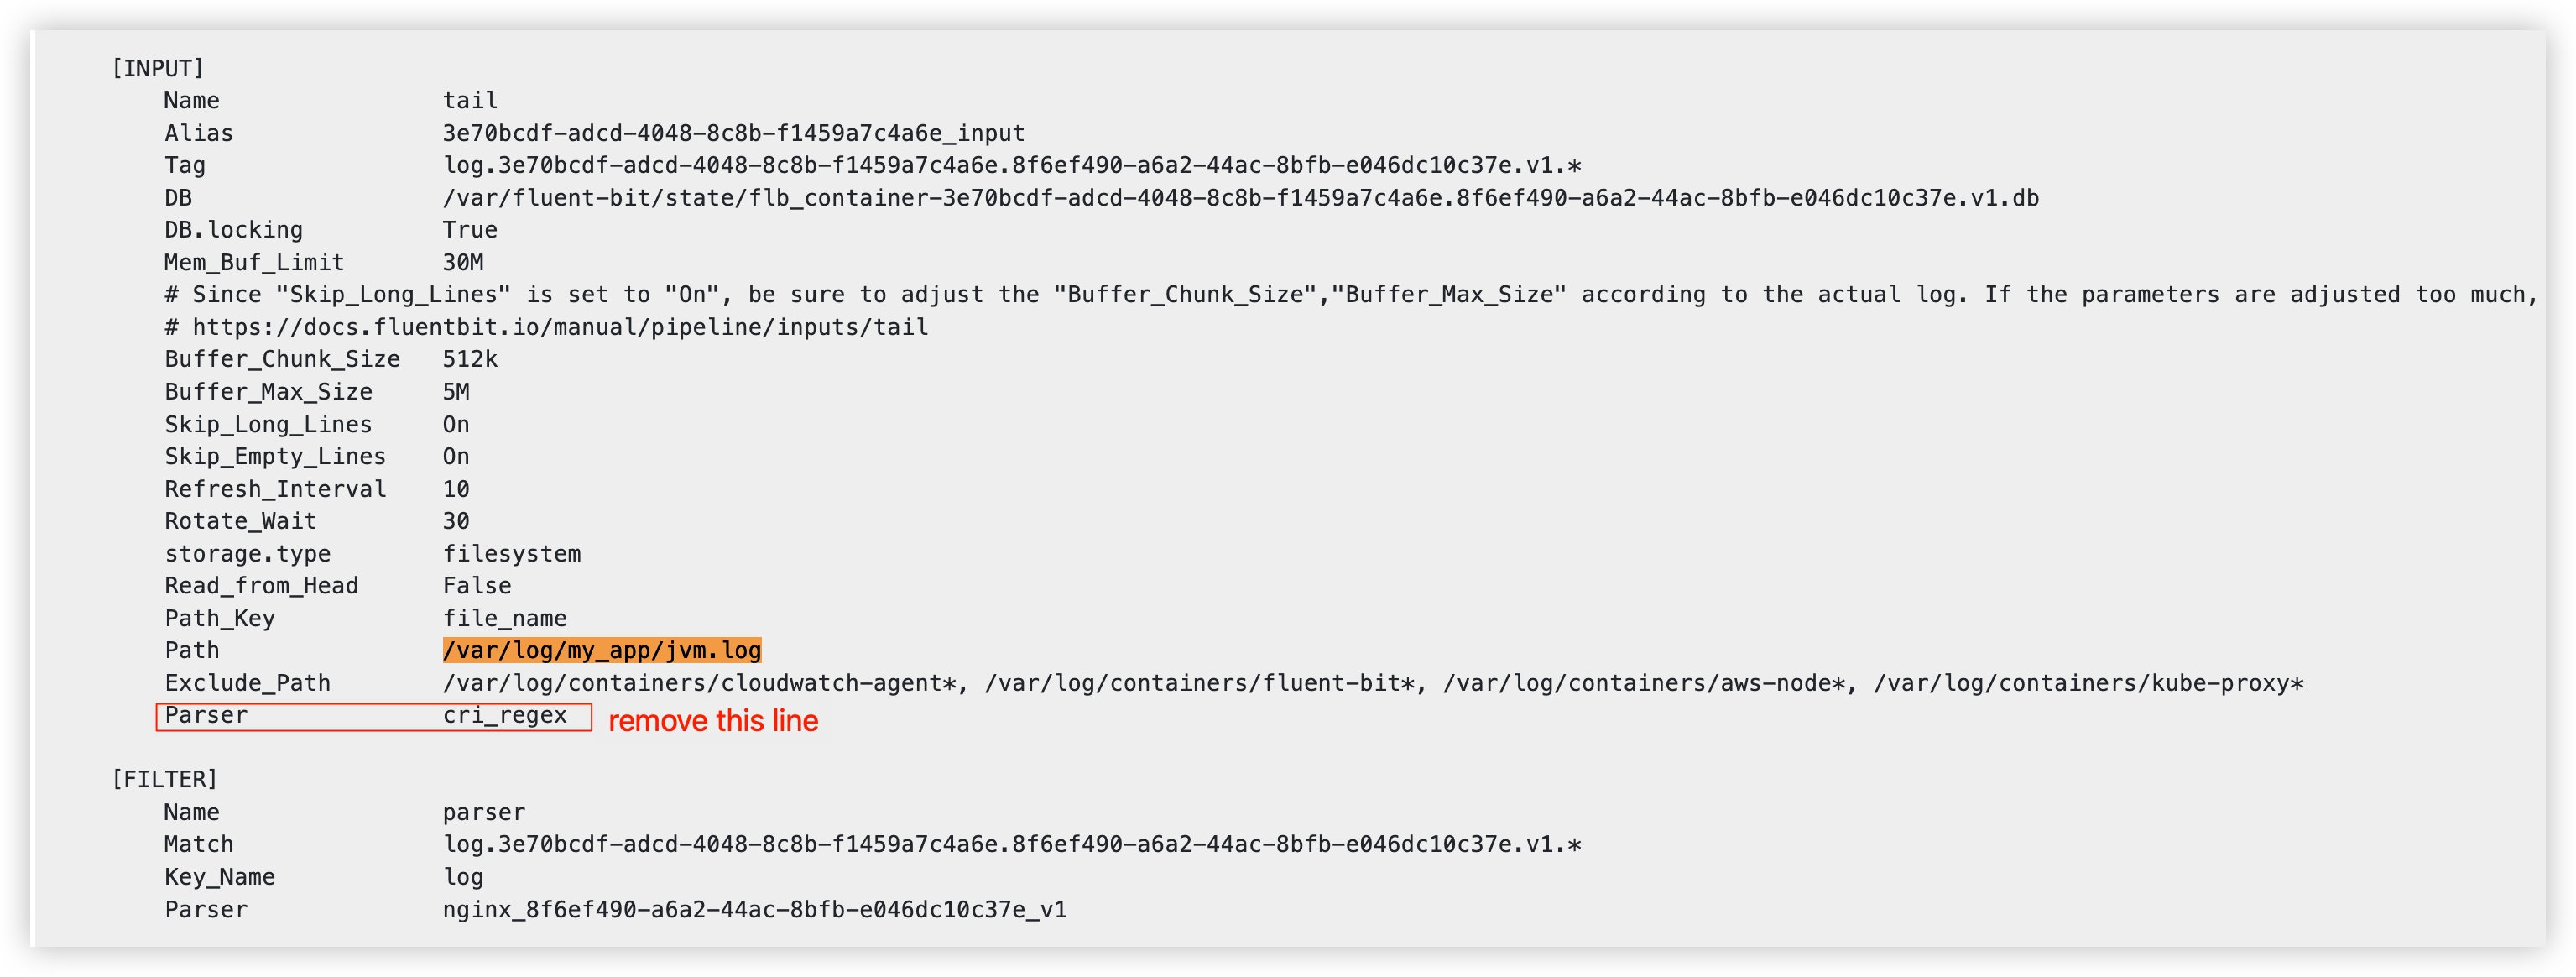 [INPUT]
Name tail
Alias 3e70bcdf-adcd-4048-8c8b-f1459a7c4a6e_input
Tag log.3e70bcdf-adcd-4048-8c8b-f1459a7c4a6e.8f6ef490-a6a2-44ac-8bfb-e046dc10c37e.v1.*
DB /var/fluent-bit/state/flb_container-3e70bcdf-adcd-4048-8c8b-f1459a7c4a6e.8f6ef490-a6a2-44ac-8bfb-e046dc10c37e.v1.db
DB.locking True
Mem_Buf_Limit 30M
# Since "Skip_Long_Lines" is set to "On", be sure to adjust the "Buffer_Chunk_Size","Buffer_Max_Size" according to the actual log. If the parameters are adjusted too much,
# https://docs.fluentbit.io/manual/pipeline/inputs/tail
Buffer_Chunk_Size 512k
Buffer_Max_Size 5M
Skip_Long_Lines On
Skip_Empty_Lines On
Refresh_Interval 10
Rotate_Wait 30
storage.type filesystem
Read_from_Head False
Path_Key file_name
Path /var/log/my_app/jvm.log
Exclude_Path /var/log/containers/cloudwatch-agent*, /var/log/containers/fluent-bit*, /var/log/containers/aws-node*, /var/log/containers/kube-proxy*
Parser cri_regex remove this line
[FILTER]
Name parser
Match log.3e70bcdf-adcd-4048-8c8b-f1459a7c4a6e.8f6ef490-a6a2-44ac-8bfb-e046dc10c37e.v1.*
Key_Name log
Parser nginx_8f6ef490-a6a2-44ac-8bfb-e046dc10c37e_v1